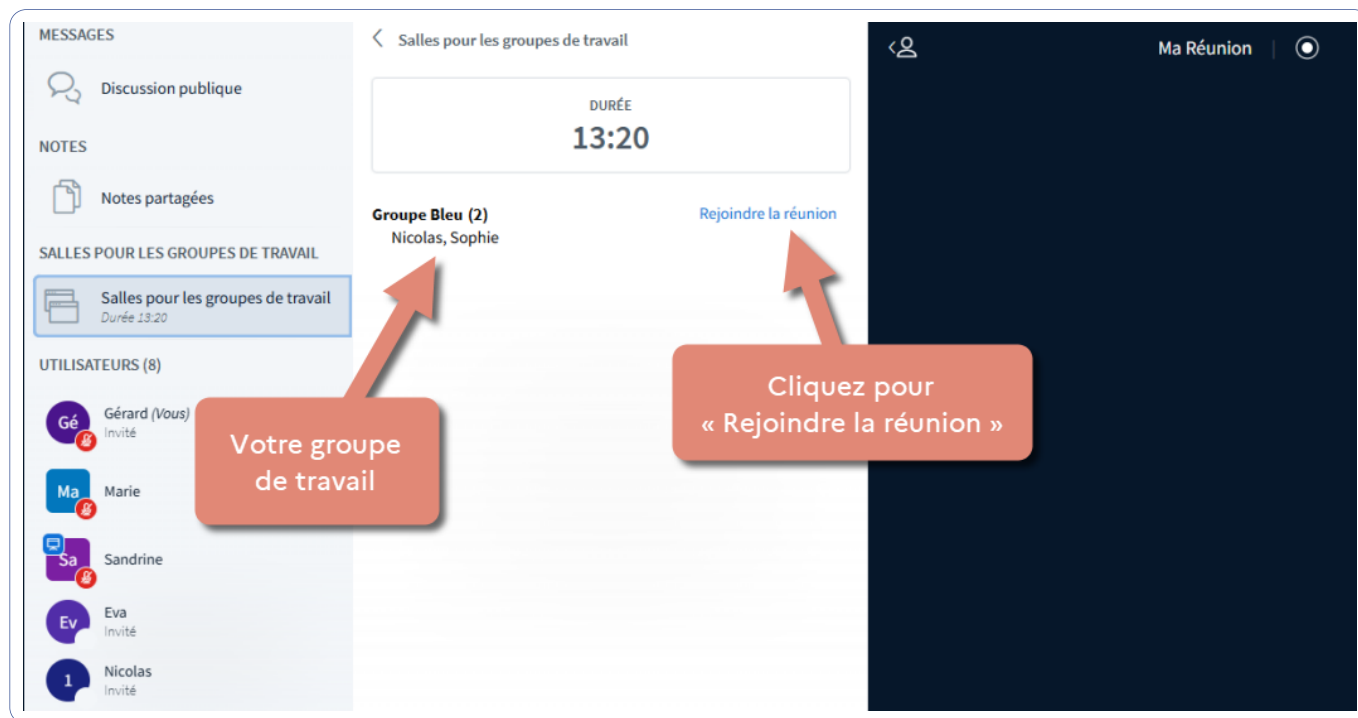 MESSAGES
Discussion publique
NOTES
Notes partagées
SALLES POUR LES GROUPES DE TRAVAIL
Salles pour les groupes de travail
Durée 13:20
UTILISATEURS (8)
Gé
Gérard (Vous)
Invité
Ma
Marie
Sa
Sandrine
Ev
Eva
Invité
1
Nicolas
Invité
Salles pour les groupes de travail
DURÉE
13:20
Groupe Bleu (2)
Rejoindre la réunion
Nicolas, Sophie
Votre groupe
de travail
Cliquez pour
« Rejoindre la réunion »
Ma Réunion